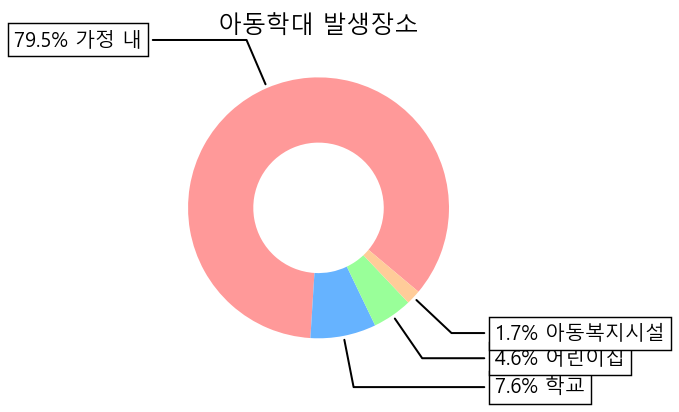 아동학대 발생장소
79.5% 가정 내
1.7% 아동복지시설
4.6% 어린이집
7.6% 학교